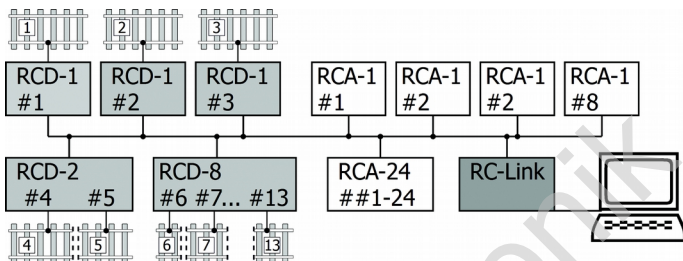 1 2 3
RCD-1 RCD-1 RCD-1 RCA-1 RCA-1 RCA-1 RCA-1
#1 #2 #3 #1 #2 #2 #8
RCD-2 RCD-8 RCA-24 RC-Link
#4 #5 #6 #7... #13 ##1-24
4 5 6 7 13
nik